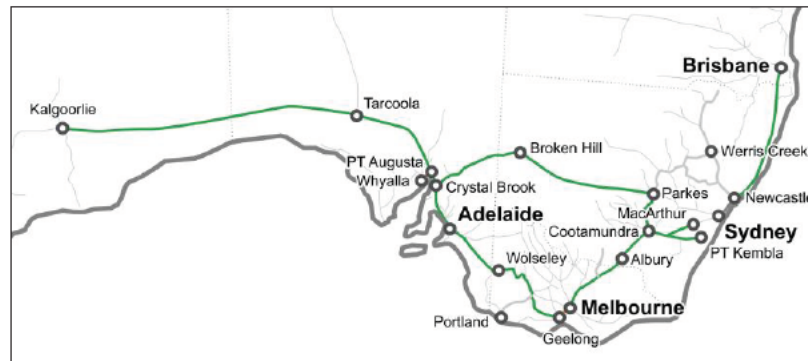 Brisbane
Tarcoola
Kalgoorlie
Broken Hill
Werris Creek
PT Augusta
Whyalla
Crystal Brook
Parkes
Newcastle
MacArthur
Adelaide
Sydney
Cootamundra
PT Kembla
Wolseley
Albury
Melbourne
Portland
Geelong